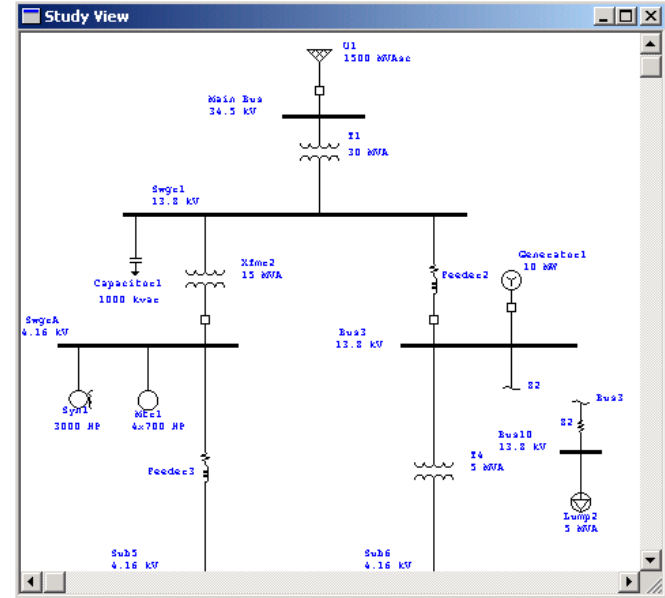 Study View
U1
1500 MVAsc
Main Bus
34.5 kV
T1
30 MVA
Swgr1
13.8 kV
Capacitor1
1000 kvar
Xfmr2
15 MVA
Feeder2
Generator1
10 MW
SwgrA
4.16 kV
Bus3
13.8 kV
Syn1
3000 HP
Mtr1
4x700 HP
Z2
Bus3
Z2
Bus10
13.8 kV
Feeder3
T4
5 MVA
Lump2
5 MVA
Sub5
4.16 kV
Sub6
4.16 kV